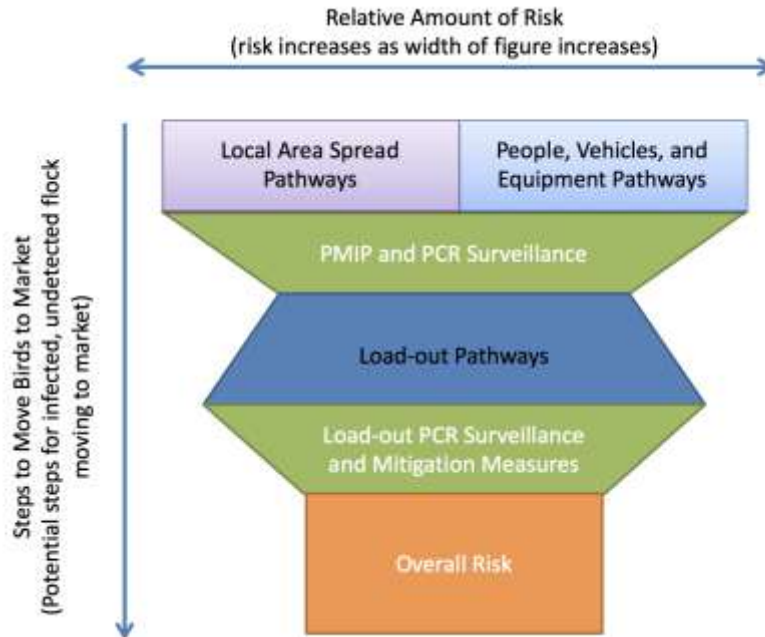 Relative Amount of Risk
(risk increases as width of figure increases)
Steps to Move Birds to Market
(Potential steps for infected, undetected flock
moving to market)
Local Area Spread
Pathways
People, Vehicles, and
Equipment Pathways
PMIP and PCR Surveillance
Load-out Pathways
Load-out PCR Surveillance
and Mitigation Measures
Overall Risk